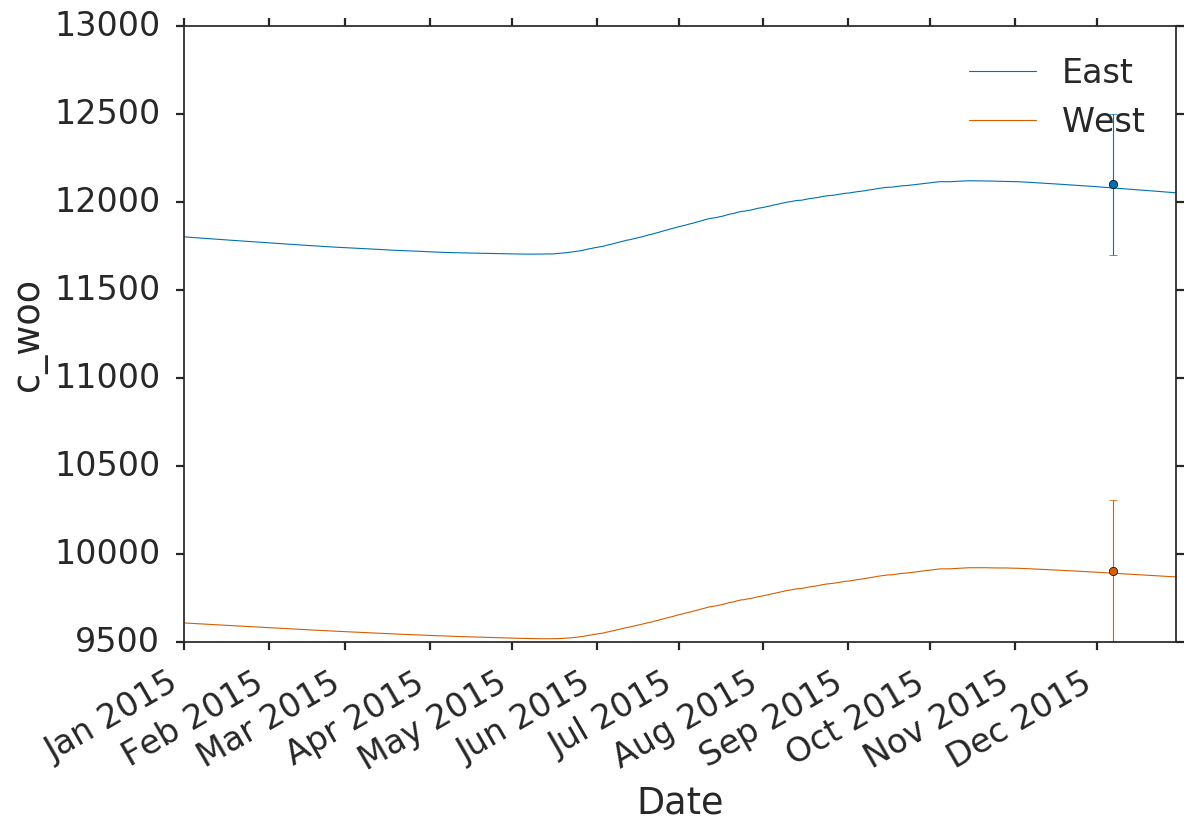 13000
12500
12000
11500
11000
10500
10000
9500
c_woo
East
West
Jan 2015
Feb 2015
Mar 2015
Apr 2015
May 2015
Jun 2015
Jul 2015
Aug 2015
Sep 2015
Oct 2015
Nov 2015
Dec 2015
Date